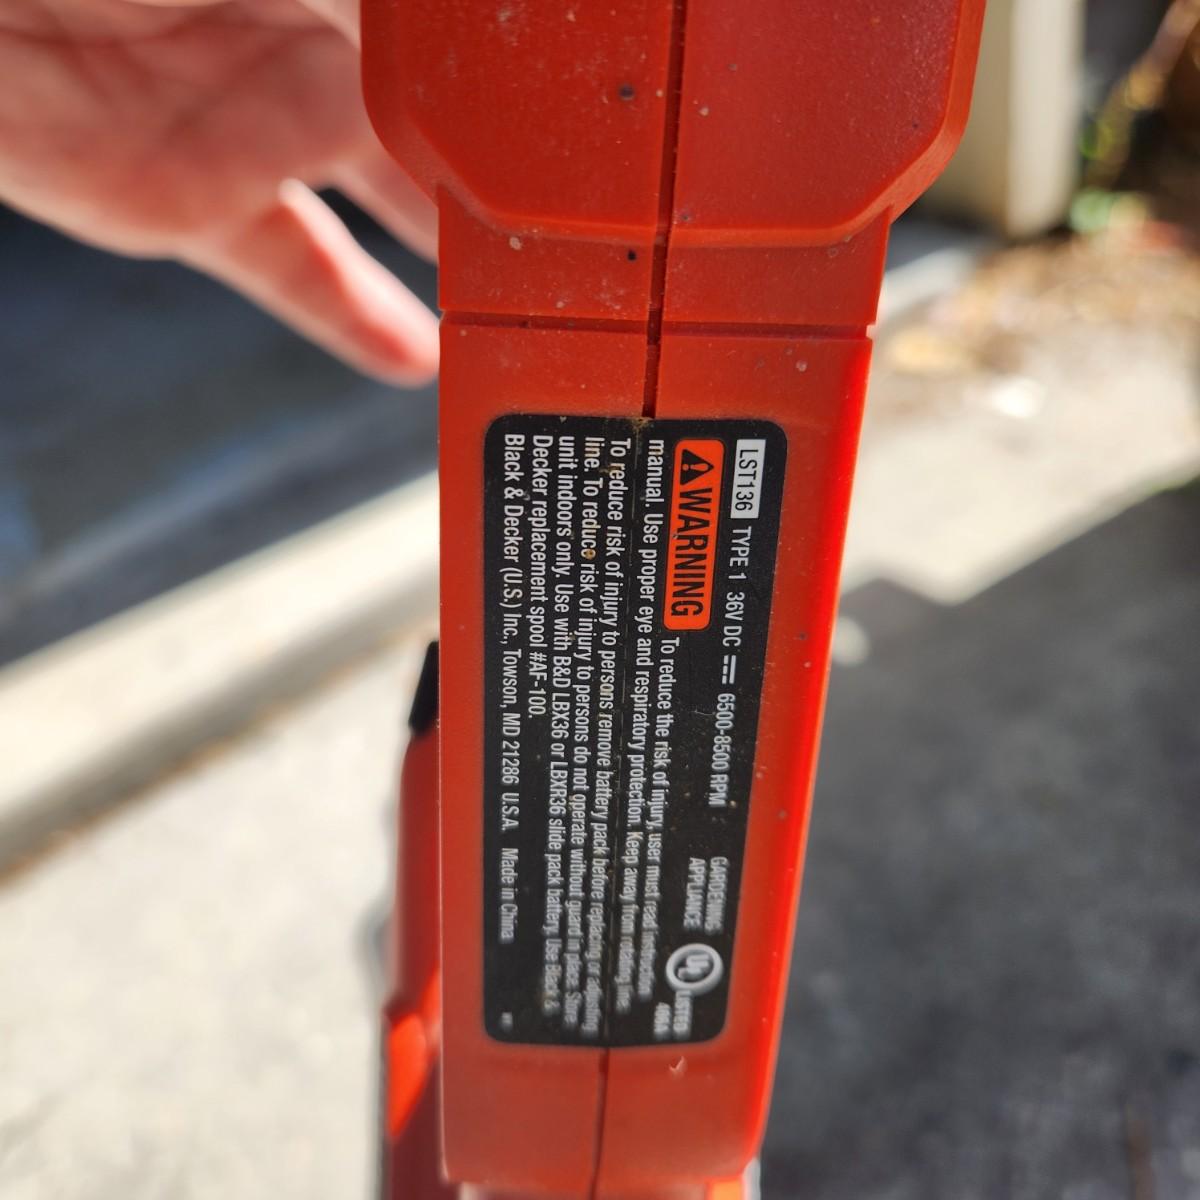 LST136 TYPE 1 36V DC 6500-8500 RPM
GARDENING
APPLIANCE
UL
LISTED
WARNING To reduce the risk of injury, user must read instruction
manual. Use proper eye and respiratory protection. Keep away from rotating line.
To reduce risk of injury to persons remove battery pack before replacing or adjusting
line. To reduce risk of injury to persons do not operate without guard in place. Store
unit indoors only. Use with B&D LBX36 or LBXR36 slide pack battery. Use Black &
Decker replacement spool #AF-100.
Black & Decker (U.S.) Inc., Towson, MD 21286 U.S.A. Made in China